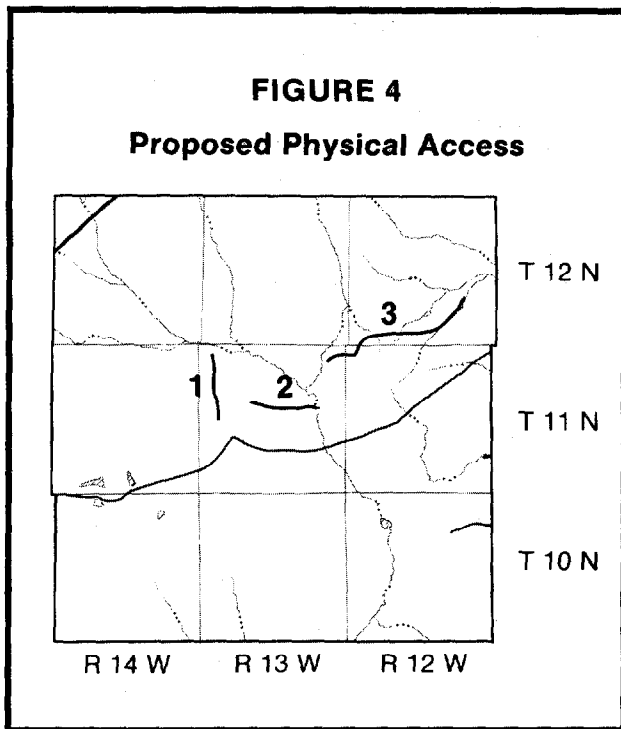 FIGURE 4
Proposed Physical Access
T 12 N
3
1
2
T 11 N
T 10 N
R 14 W R 13 W R 12 W